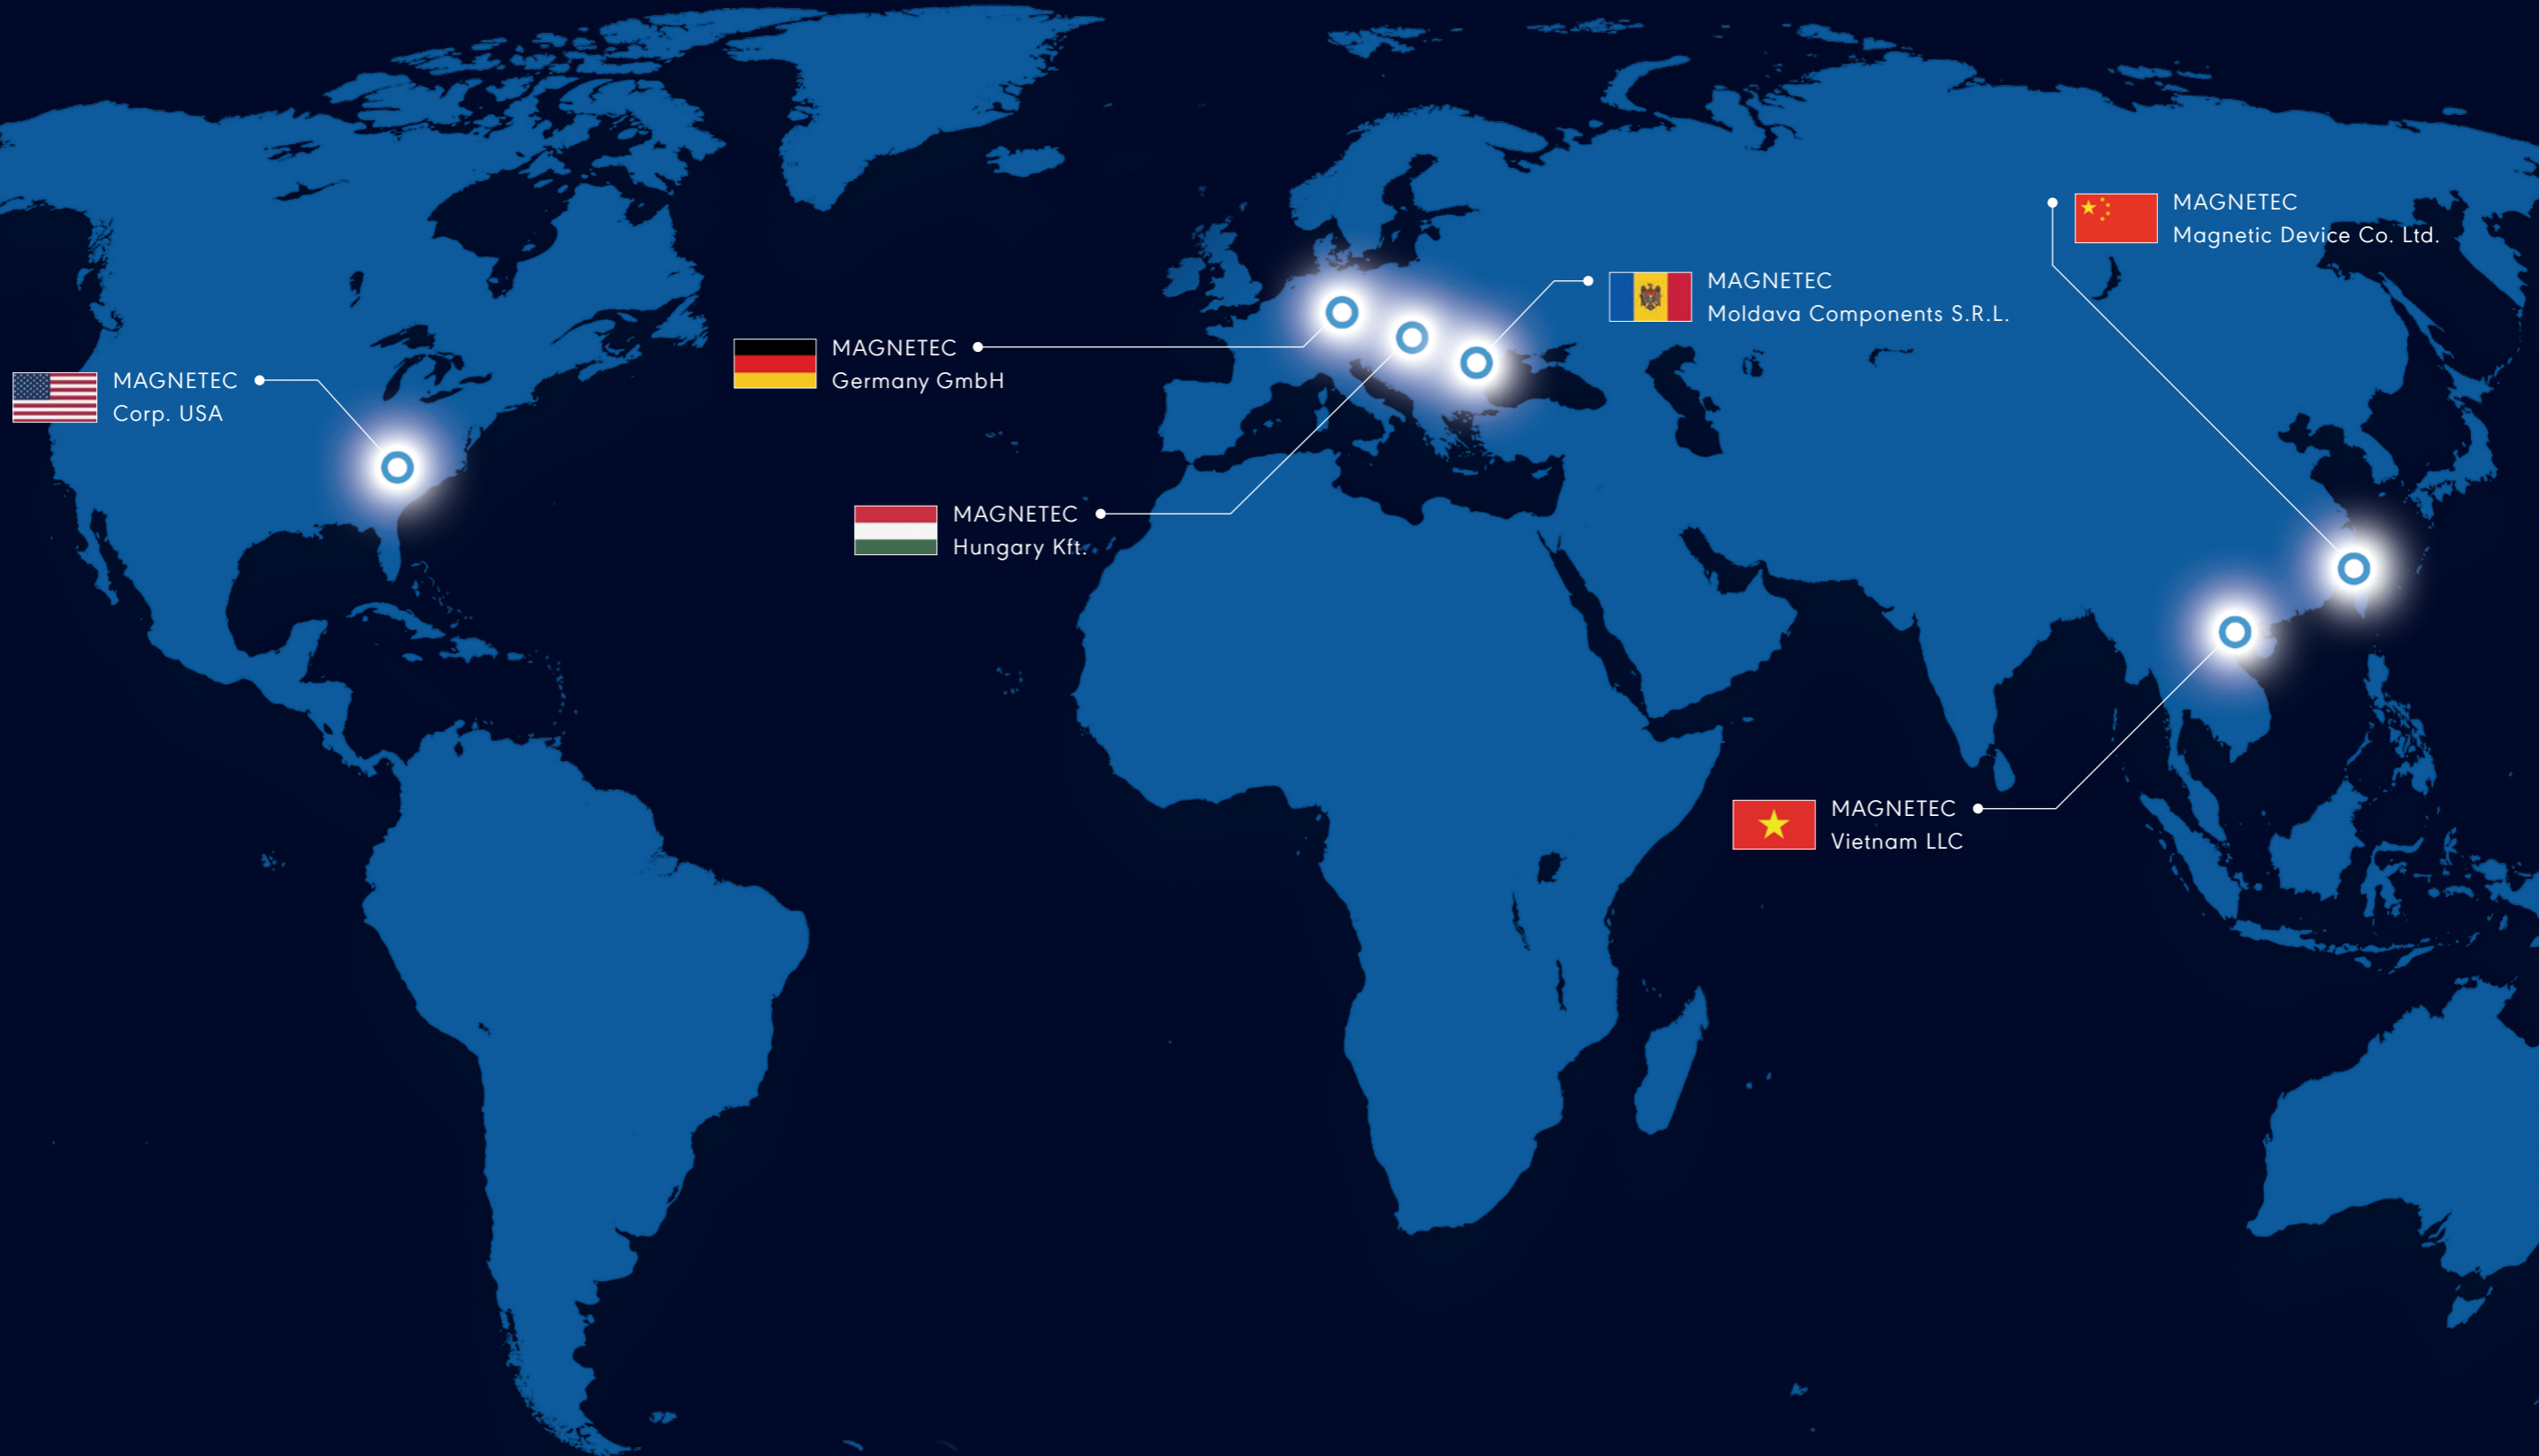 MAGNETEC
Magnetic Device Co. Ltd.
MAGNETEC
Moldava Components S.R.L.
MAGNETEC
Germany GmbH
MAGNETEC
Corp. USA
MAGNETEC
Hungary Kft.
MAGNETEC
Vietnam LLC